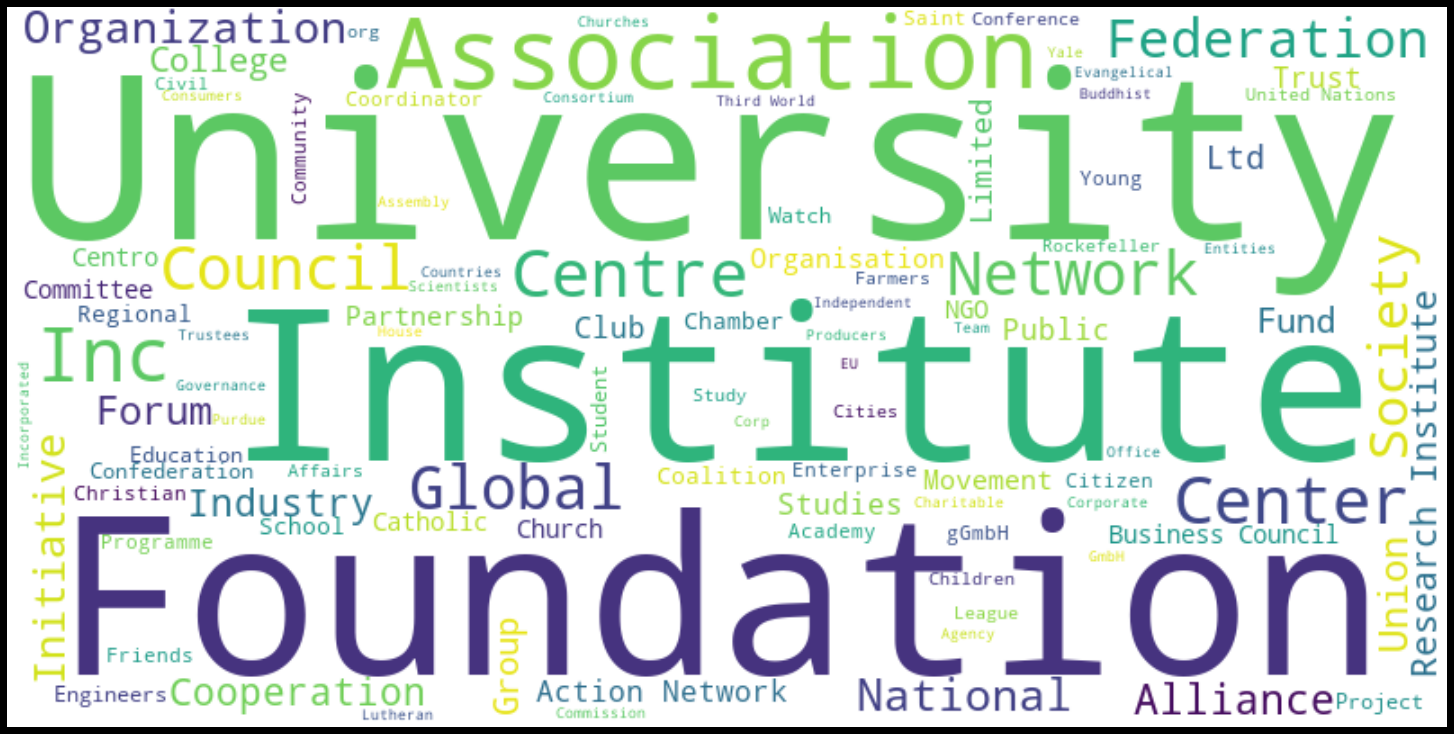 Organization
org
Association
Churches
Saint
Conference
Federation
College
Civil
Consumers
Coordinator
Consortium
Third World
Yale
Evangelical
Buddhist
Trust
United Nations
University
Community
Limited
Ltd
Young
Assembly
Watch
Centro
Council
Countries
Scientists
Centre
Organisation
Farmers
Network
Rockefeller
Entities
Society
Committee
Regional
Trustees
Partnership
House
Club
Chamber
Independent
Producers
NGO
Team
Public
Fund
Research Institute
Inc
Institute
Incorporated
Governance
Forum
Purdue
Student
Study
Corp
EU
Cities
Office
Initiative
Education
Confederation
Affairs
Christian
Industry
Global
Coalition
Enterprise
Movement
Charitable
Citizen
Corporate
Center
School
Catholic
Church
Studies
Academy
gGmbH
Business Council
GmbH
Programme
Foundation
Children
League
Agency
Union
Friends
Engineers
Cooperation
Lutheran
Group
Action Network
Commission
National
Alliance
Project